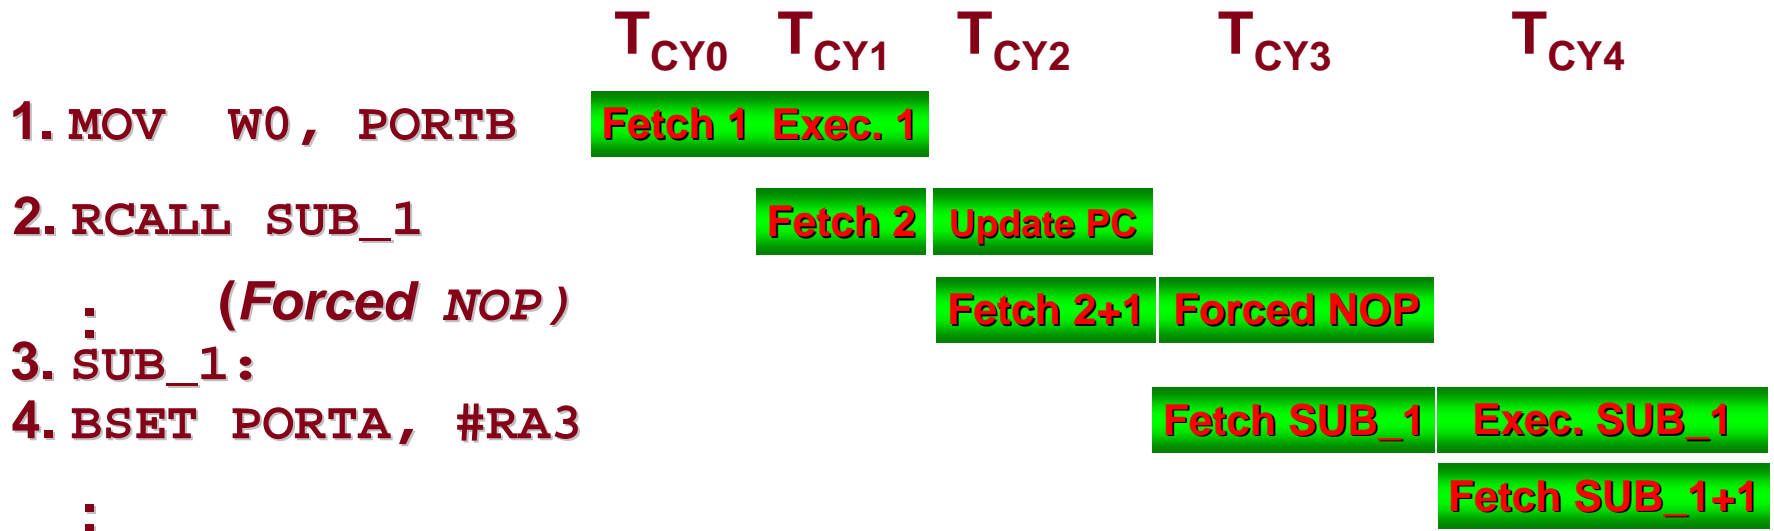 TCY0 TCY1 TCY2 TCY3 TCY4
1. MOV W0, PORTB Fetch 1 Exec. 1
2. RCALL SUB_1 Fetch 2 Update PC
: (Forced NOP) Fetch 2+1 Forced NOP
3. SUB_1:
4. BSET PORTA, #RA3 Fetch SUB_1 Exec. SUB_1
: Fetch SUB_1+1